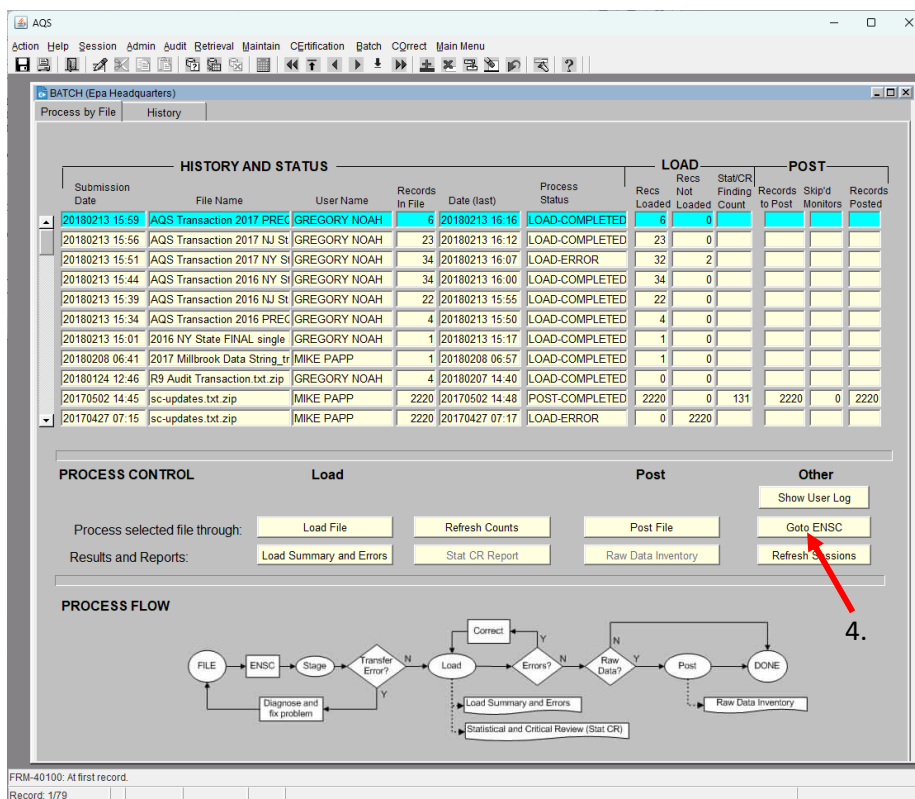 AQS
Action Help Session Admin Audit Retrieval Maintain CErtification Batch COrrect Main Menu
BATCH (Epa Headquarters)
Process by File History
HISTORY AND STATUS LOAD POST
Submission Date File Name User Name Records In File Date (last) Process Status Recs Loaded Recs Not Loaded Stat/CR Finding Count Records to Post Skip'd Monitors Records Posted
20180213 15:59 AQS Transaction 2017 PREC GREGORY NOAH 6 20180213 16:16 LOAD-COMPLETED 6 0
20180213 15:56 AQS Transaction 2017 NJ St GREGORY NOAH 23 20180213 16:12 LOAD-COMPLETED 23 0
20180213 15:51 AQS Transaction 2017 NY St GREGORY NOAH 34 20180213 16:07 LOAD-ERROR 32 2
20180213 15:44 AQS Transaction 2016 NY St GREGORY NOAH 34 20180213 16:00 LOAD-COMPLETED 34 0
20180213 15:39 AQS Transaction 2016 NJ St GREGORY NOAH 22 20180213 15:55 LOAD-COMPLETED 22 0
20180213 15:34 AQS Transaction 2016 PREC GREGORY NOAH 4 20180213 15:50 LOAD-COMPLETED 4 0
20180213 15:01 2016 NY State FINAL single GREGORY NOAH 1 20180213 15:17 LOAD-COMPLETED 1 0
20180208 06:41 2017 Millbrook Data String_tr MIKE PAPP 1 20180208 06:57 LOAD-COMPLETED 1 0
20180124 12:46 R9 Audit Transaction.txt.zip GREGORY NOAH 4 20180207 14:40 LOAD-COMPLETED 0 0
20170502 14:45 sc-updates.txt.zip MIKE PAPP 2220 20170502 14:48 POST-COMPLETED 2220 0 131 2220 0 2220
20170427 07:15 sc-updates.txt.zip MIKE PAPP 2220 20170427 07:17 LOAD-ERROR 0 2220
PROCESS CONTROL Load Post Other
Show User Log
Process selected file through: Load File Refresh Counts Post File Goto ENSC
Results and Reports: Load Summary and Errors Stat CR Report Raw Data Inventory Refresh Sessions
4.
PROCESS FLOW
Correct
Y N
FILE ENSC Stage Transfer Error? N Load Errors? N Raw Data? Y Post DONE
Y
Diagnose and fix problem
Load Summary and Errors Raw Data Inventory
Statistical and Critical Review (Stat CR)
FRM-40100: At first record.
Record: 1/79